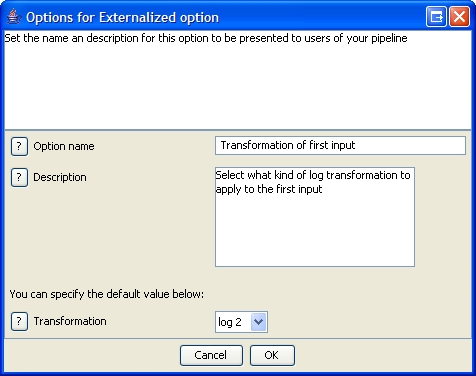 Options for Externalized option
Set the name an description for this option to be presented to users of your pipeline
? Option name Transformation of first input
? Description Select what kind of log transformation to
apply to the first input
You can specify the default value below:
? Transformation log 2
Cancel OK